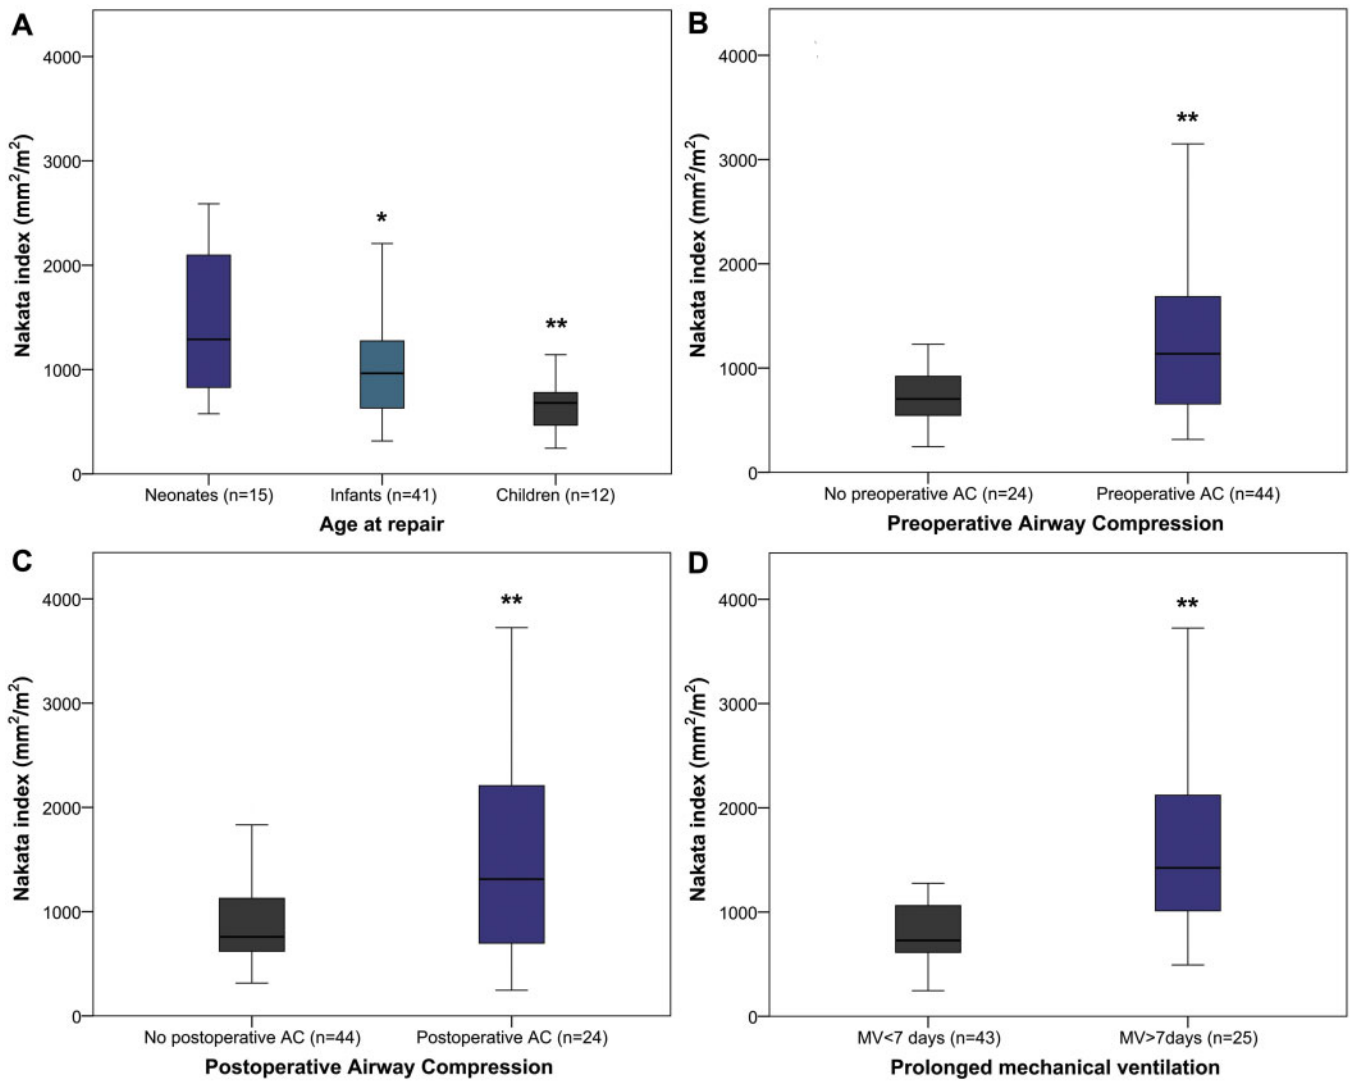 A
Nakata index (mm²/m²)
4000
3000
2000
1000
0
*
**
Neonates (n=15) Infants (n=41) Children (n=12)
Age at repair
B
Nakata index (mm²/m²)
4000
3000
2000
1000
0
**
No preoperative AC (n=24) Preoperative AC (n=44)
Preoperative Airway Compression
C
Nakata index (mm²/m²)
4000
3000
2000
1000
0
**
No postoperative AC (n=44) Postoperative AC (n=24)
Postoperative Airway Compression
D
Nakata index (mm²/m²)
4000
3000
2000
1000
0
**
MV<7 days (n=43) MV>7days (n=25)
Prolonged mechanical ventilation